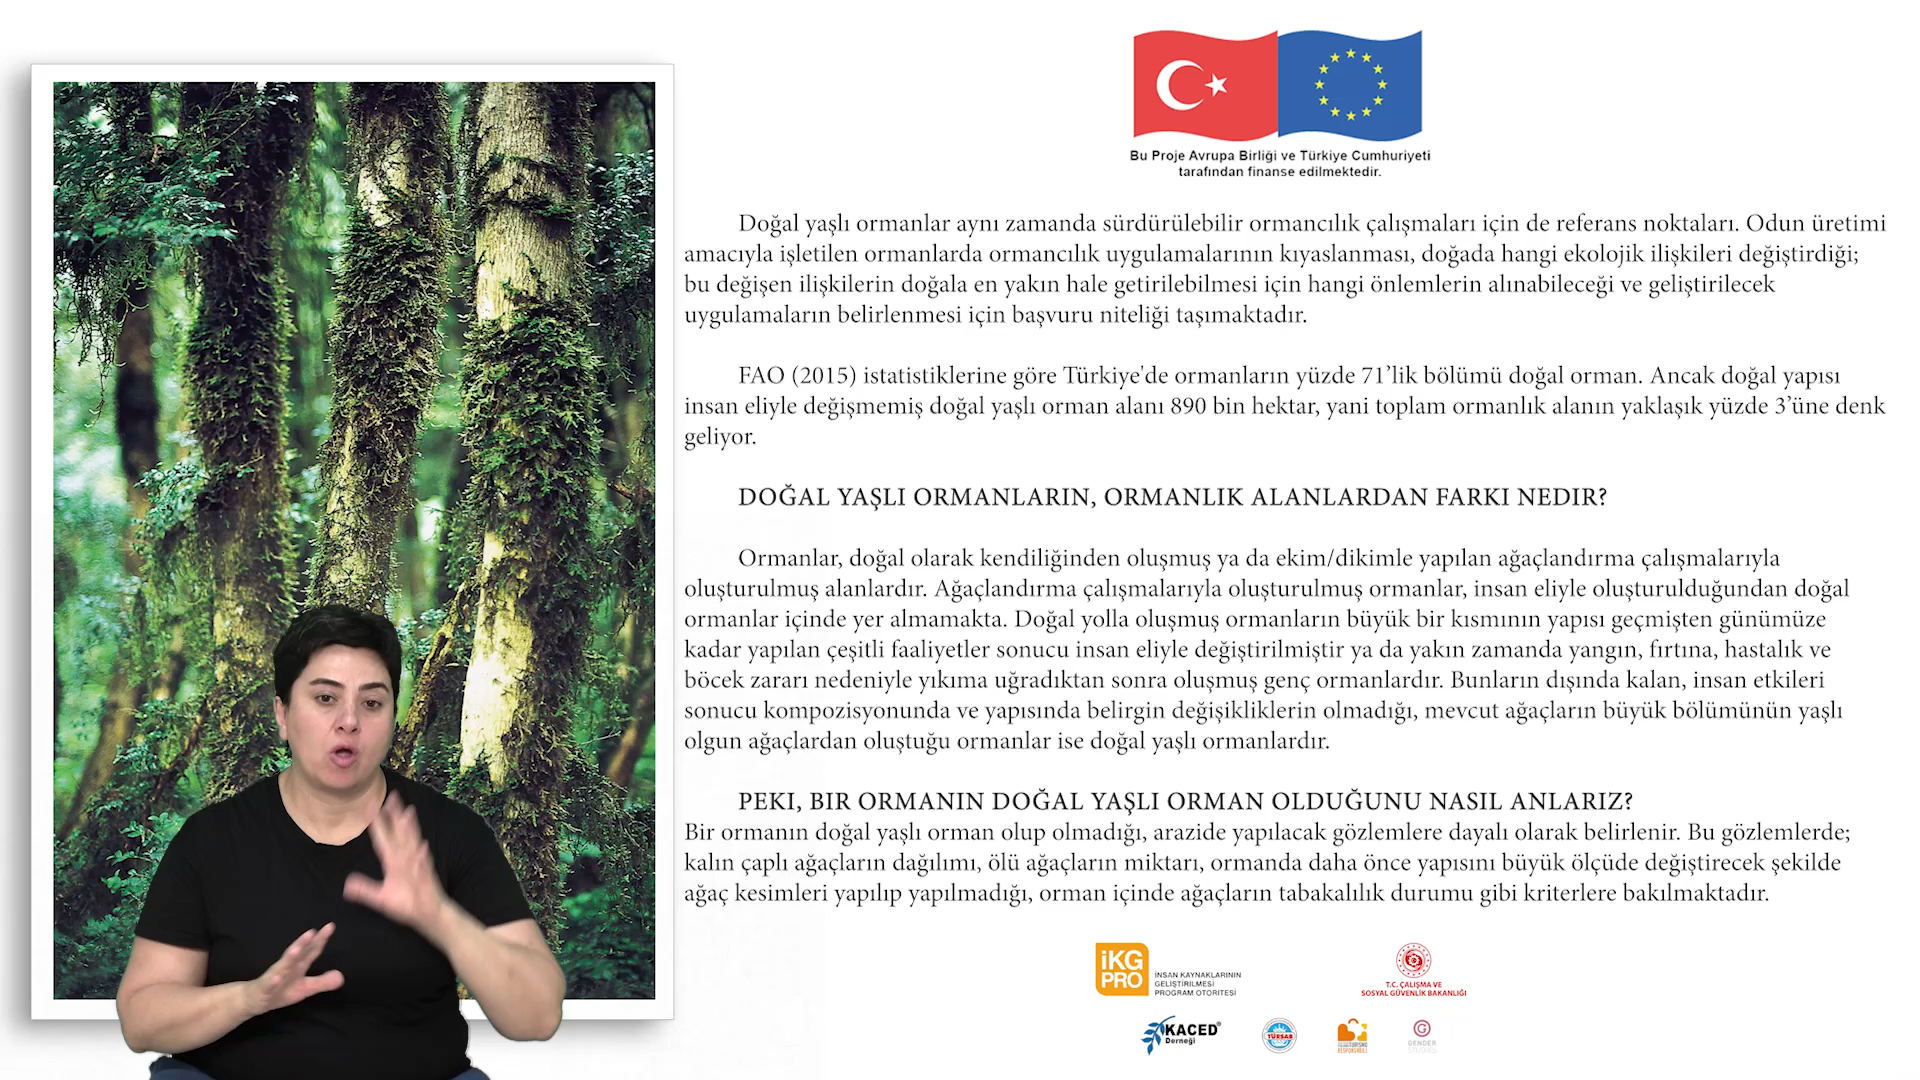 Bu Proje Avrupa Birliği ve Türkiye Cumhuriyeti
tarafından finanse edilmektedir.
Doğal yaşlı ormanlar aynı zamanda sürdürülebilir ormancılık çalışmaları için de referans noktaları. Odun üretimi
amacıyla işletilen ormanlarda ormancılık uygulamalarının kıyaslanması, doğada hangi ekolojik ilişkileri değiştirdiği;
bu değişen ilişkilerin doğala en yakın hale getirilebilmesi için hangi önlemlerin alınabileceği ve geliştirilecek
uygulamaların belirlenmesi için başvuru niteliği taşımaktadır.
FAO (2015) istatistiklerine göre Türkiye'de ormanların yüzde 71’lik bölümü doğal orman. Ancak doğal yapısı
insan eliyle değişmemiş doğal yaşlı orman alanı 890 bin hektar, yani toplam ormanlık alanın yaklaşık yüzde 3’üne denk
geliyor.
DOĞAL YAŞLI ORMANLARIN, ORMANLIK ALANLARDAN FARKI NEDIR?
Ormanlar, doğal olarak kendiliğinden oluşmuş ya da ekim/dikimle yapılan ağaçlandırma çalışmalarıyla
oluşturulmuş alanlardır. Ağaçlandırma çalışmalarıyla oluşturulmuş ormanlar, insan eliyle oluşturulduğundan doğal
ormanlar içinde yer almamakta. Doğal yolla oluşmuş ormanların büyük bir kısmının yapısı geçmişten günümüze
kadar yapılan çeşitli faaliyetler sonucu insan eliyle değiştirilmiştir ya da yakın zamanda yangın, fırtına, hastalık ve
böcek zararı nedeniyle yıkıma uğradıktan sonra oluşmuş genç ormanlardır. Bunların dışında kalan, insan etkileri
sonucu kompozisyonunda ve yapısında belirgin değişikliklerin olmadığı, mevcut ağaçların büyük bölümünün yaşlı
olgun ağaçlardan oluştuğu ormanlar ise doğal yaşlı ormanlardır.
PEKI, BIR ORMANIN DOĞAL YAŞLI ORMAN OLDUĞUNU NASIL ANLARIZ?
Bir ormanın doğal yaşlı orman olup olmadığı, arazide yapılacak gözlemlere dayalı olarak belirlenir. Bu gözlemlerde;
kalın çaplı ağaçların dağılımı, ölü ağaçların miktarı, ormanda daha önce yapısını büyük ölçüde değiştirecek şekilde
ağaç kesimleri yapılıp yapılmadığı, orman içinde ağaçların tabakalılık durumu gibi kriterlere bakılmaktadır.
iKG
PRO
İNSAN KAYNAKLARININ
GELİŞTİRİLMESİ
PROGRAM OTORİTESİ
T.C. ÇALIŞMA VE
SOSYAL GÜVENLİK BAKANLIĞI
KACED®
Derneği
TÜRSAB
TURISMO
RESPONSABILE
G
GENDER
STUDIES